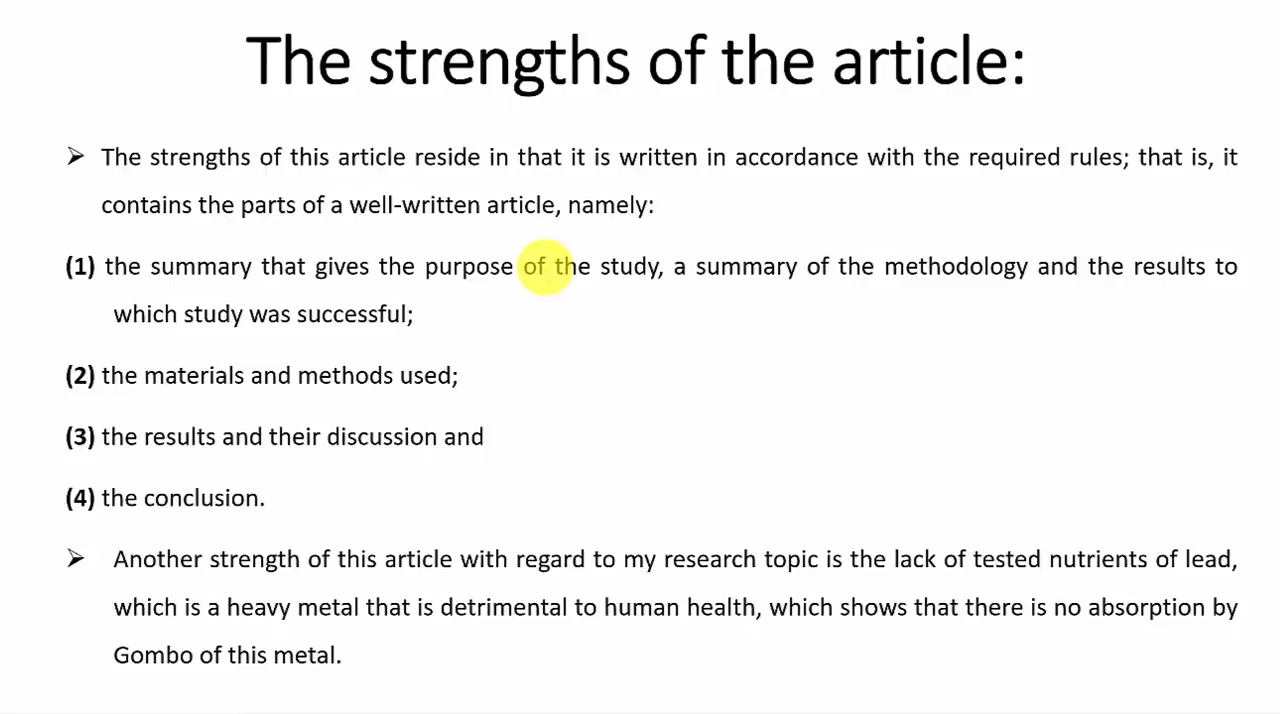 The strengths of the article:
➢ The strengths of this article reside in that it is written in accordance with the required rules; that is, it
contains the parts of a well-written article, namely:
(1) the summary that gives the purpose of the study, a summary of the methodology and the results to
which study was successful;
(2) the materials and methods used;
(3) the results and their discussion and
(4) the conclusion.
➢ Another strength of this article with regard to my research topic is the lack of tested nutrients of lead,
which is a heavy metal that is detrimental to human health, which shows that there is no absorption by
Gombo of this metal.